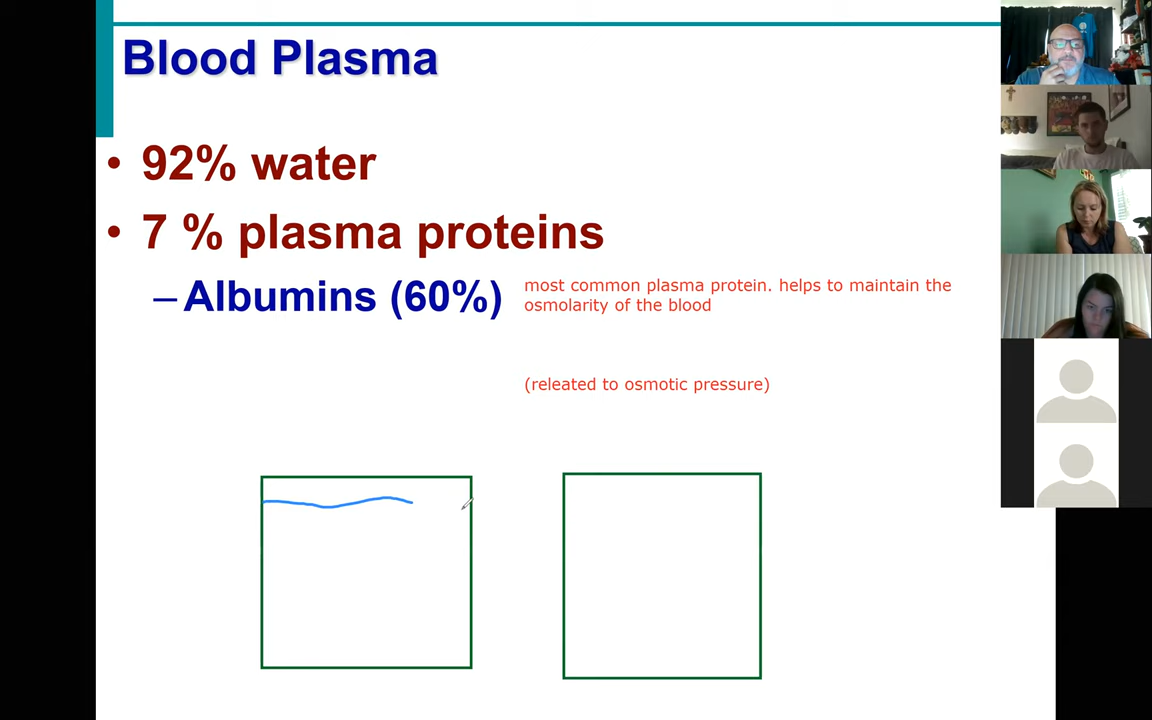 Blood Plasma
• 92% water
• 7 % plasma proteins
– Albumins (60%)
most common plasma protein. helps to maintain the
osmolarity of the blood
(releated to osmotic pressure)